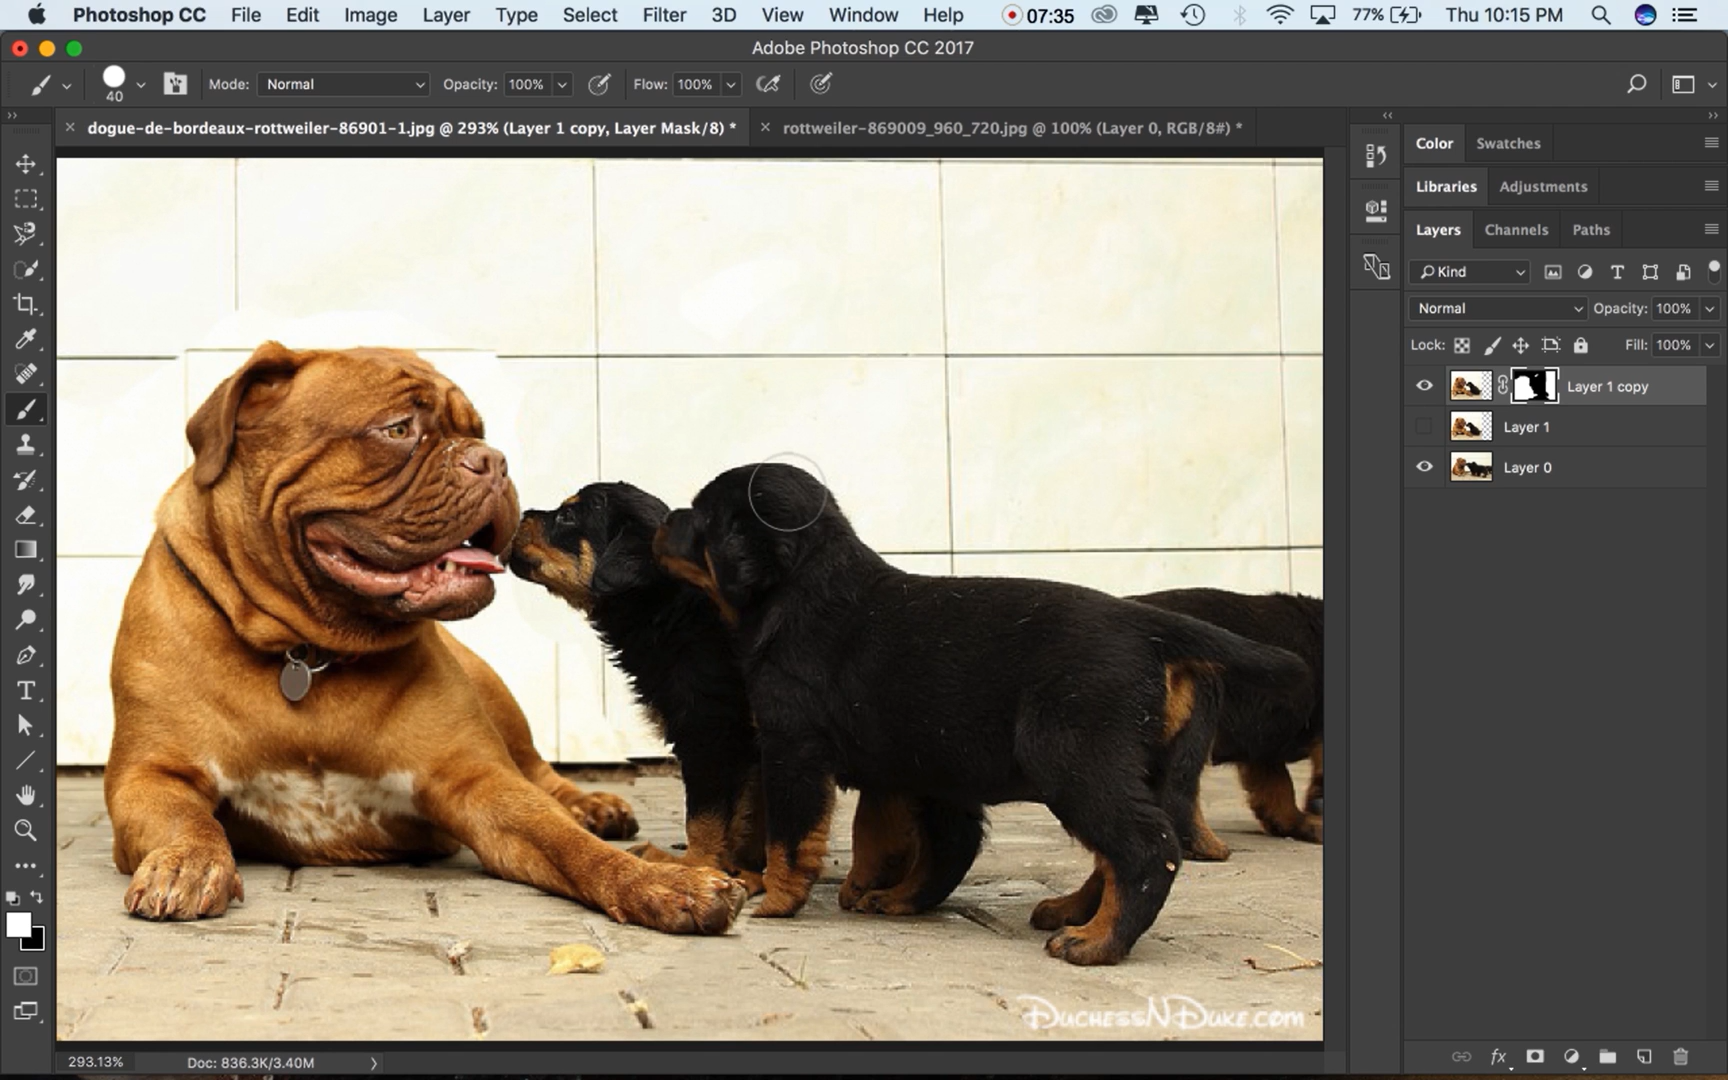 Photoshop CC File Edit Image Layer Type Select Filter 3D View Window Help 07:35 77% Thu 10:15 PM
Adobe Photoshop CC 2017
40 Mode: Normal Opacity: 100% Flow: 100%
dogue-de-bordeaux-rottweiler-86901-1.jpg @ 293% (Layer 1 copy, Layer Mask/8) * rottweiler-869009_960_720.jpg @ 100% (Layer 0, RGB/8#) *
Color Swatches
Libraries Adjustments
Layers Channels Paths
Kind
Normal Opacity: 100%
Lock: Fill: 100%
Layer 1 copy
Layer 1
Layer 0
DuchessNDuke.com
293.13% Doc: 836.3K/3.40M
fx